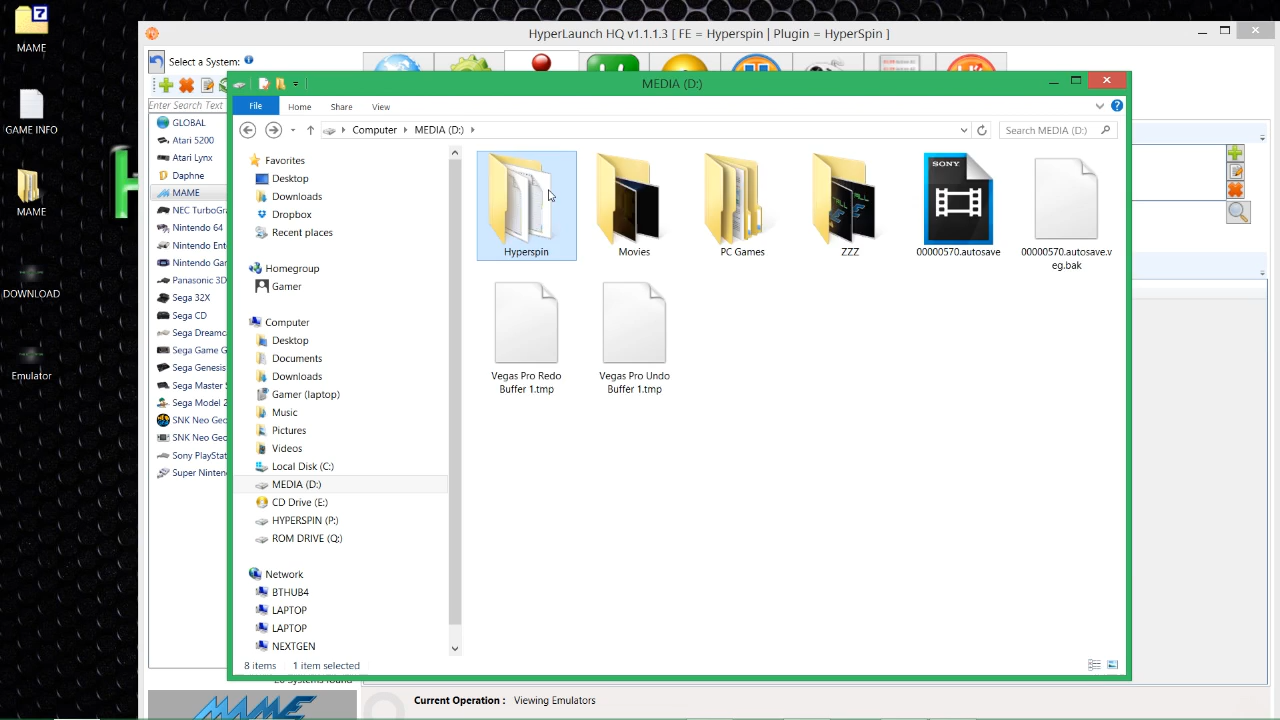 MAME
GAME INFO
MAME
DOWNLOAD
Emulator
HyperLaunch HQ v1.1.1.3 [ FE = Hyperspin | Plugin = HyperSpin ]
Select a System:
Enter Search Text
GLOBAL
Atari 5200
Atari Lynx
Daphne
MAME
NEC TurboGra
Nintendo 64
Nintendo Ent
Nintendo Gar
Panasonic 3D
Sega 32X
Sega CD
Sega Dreamc
Sega Game G
Sega Genesis
Sega Master S
Sega Model 2
SNK Neo Geo
SNK Neo Geo
Sony PlayStat
Super Ninten
MEDIA (D:)
File Home Share View
Computer MEDIA (D:)
Search MEDIA (D:)
Favorites
Desktop
Downloads
Dropbox
Recent places
Homegroup
Gamer
Computer
Desktop
Documents
Downloads
Gamer (laptop)
Music
Pictures
Videos
Local Disk (C:)
MEDIA (D:)
CD Drive (E:)
HYPERSPIN (P:)
ROM DRIVE (Q:)
Network
BTHUB4
LAPTOP
LAPTOP
NEXTGEN
SONY
Hyperspin
Movies
PC Games
ZZZ
00000570.autosave
00000570.autosave.v
eg.bak
Vegas Pro Redo
Buffer 1.tmp
Vegas Pro Undo
Buffer 1.tmp
8 items 1 item selected
MAME
Current Operation : Viewing Emulators